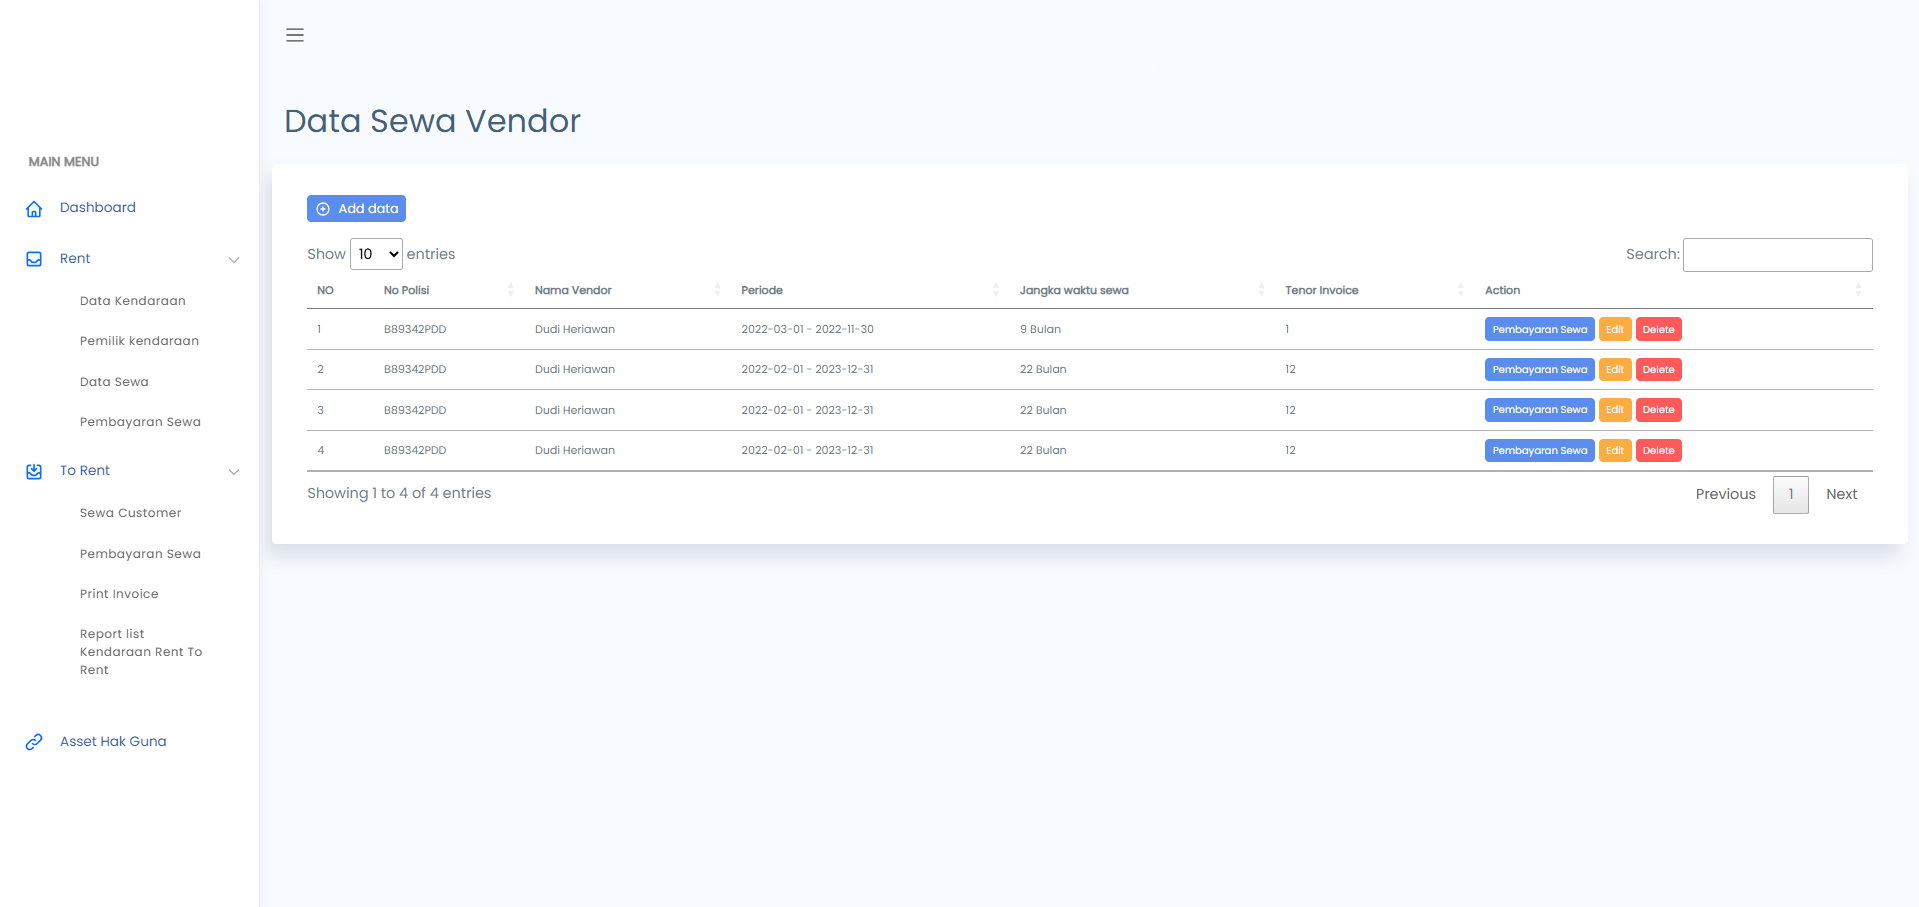 MAIN MENU
Dashboard
Rent
Data Kendaraan
Pemilik kendaraan
Data Sewa
Pembayaran Sewa
To Rent
Sewa Customer
Pembayaran Sewa
Print Invoice
Report list
Kendaraan Rent To
Rent
Asset Hak Guna
Data Sewa Vendor
Add data
Show 10 entries
Search:
NO No Polisi Nama Vendor Periode Jangka waktu sewa Tenor Invoice Action
1 B89342PDD Dudi Heriawan 2022-03-01 - 2022-11-30 9 Bulan 1 Pembayaran Sewa Edit Delete
2 B89342PDD Dudi Heriawan 2022-02-01 - 2023-12-31 22 Bulan 12 Pembayaran Sewa Edit Delete
3 B89342PDD Dudi Heriawan 2022-02-01 - 2023-12-31 22 Bulan 12 Pembayaran Sewa Edit Delete
4 B89342PDD Dudi Heriawan 2022-02-01 - 2023-12-31 22 Bulan 12 Pembayaran Sewa Edit Delete
Showing 1 to 4 of 4 entries
Previous 1 Next